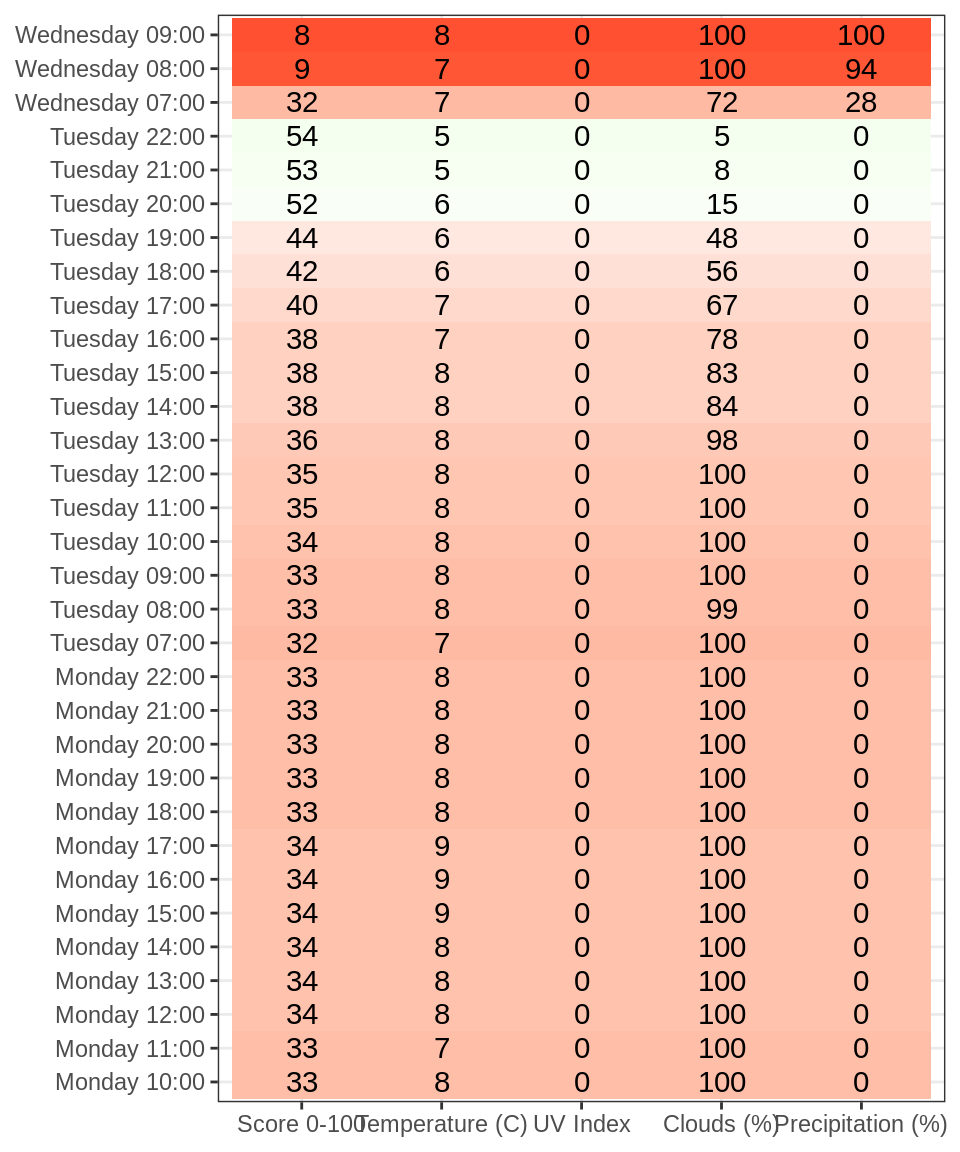 Wednesday 09:00 8 8 0 100 100
Wednesday 08:00 9 7 0 100 94
Wednesday 07:00 32 7 0 72 28
Tuesday 22:00 54 5 0 5 0
Tuesday 21:00 53 5 0 8 0
Tuesday 20:00 52 6 0 15 0
Tuesday 19:00 44 6 0 48 0
Tuesday 18:00 42 6 0 56 0
Tuesday 17:00 40 7 0 67 0
Tuesday 16:00 38 7 0 78 0
Tuesday 15:00 38 8 0 83 0
Tuesday 14:00 38 8 0 84 0
Tuesday 13:00 36 8 0 98 0
Tuesday 12:00 35 8 0 100 0
Tuesday 11:00 35 8 0 100 0
Tuesday 10:00 34 8 0 100 0
Tuesday 09:00 33 8 0 100 0
Tuesday 08:00 33 8 0 99 0
Tuesday 07:00 32 7 0 100 0
Monday 22:00 33 8 0 100 0
Monday 21:00 33 8 0 100 0
Monday 20:00 33 8 0 100 0
Monday 19:00 33 8 0 100 0
Monday 18:00 33 8 0 100 0
Monday 17:00 34 9 0 100 0
Monday 16:00 34 9 0 100 0
Monday 15:00 34 9 0 100 0
Monday 14:00 34 8 0 100 0
Monday 13:00 34 8 0 100 0
Monday 12:00 34 8 0 100 0
Monday 11:00 33 7 0 100 0
Monday 10:00 33 8 0 100 0
Score 0-100 Temperature (C) UV Index Clouds (%) Precipitation (%)